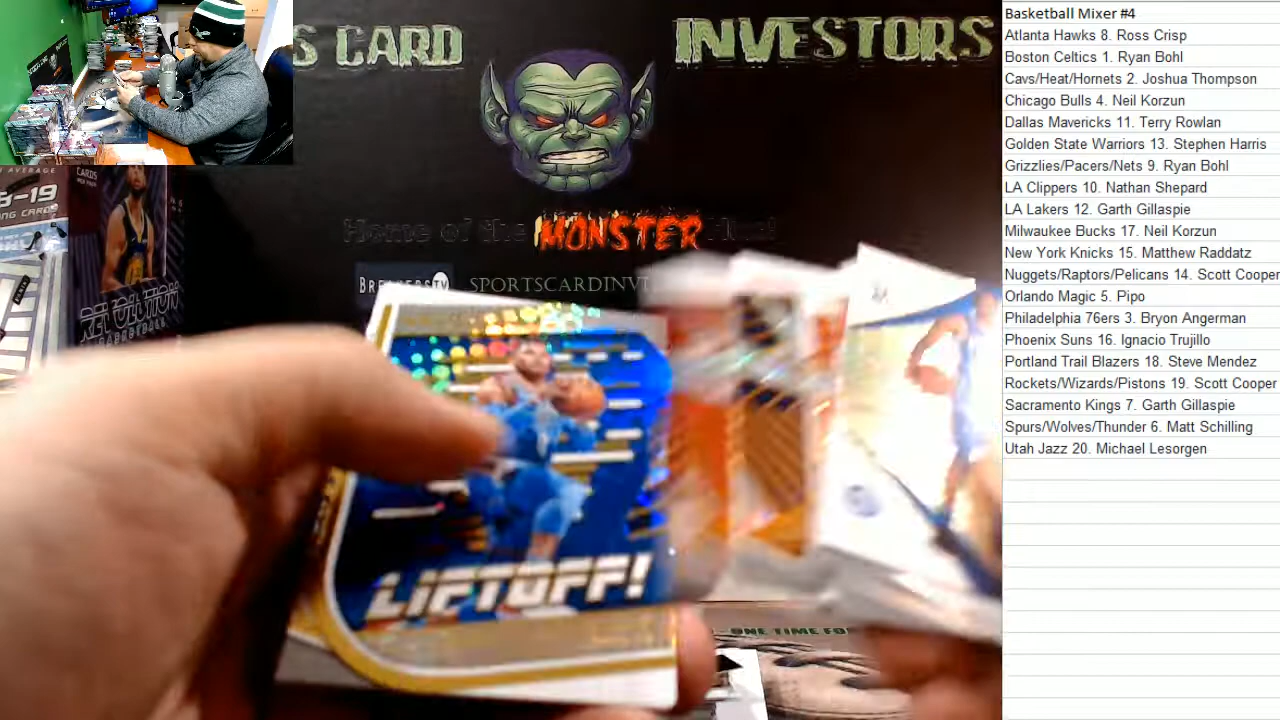 S CARD
INVESTORS
Home of the MONSTER
BREAKERSTV
SPORTSCARDINV
CARDS
LIFTOFF!
ONE TIME FO
Basketball Mixer #4
Atlanta Hawks 8. Ross Crisp
Boston Celtics 1. Ryan Bohl
Cavs/Heat/Hornets 2. Joshua Thompson
Chicago Bulls 4. Neil Korzun
Dallas Mavericks 11. Terry Rowlan
Golden State Warriors 13. Stephen Harris
Grizzlies/Pacers/Nets 9. Ryan Bohl
LA Clippers 10. Nathan Shepard
LA Lakers 12. Garth Gillaspie
Milwaukee Bucks 17. Neil Korzun
New York Knicks 15. Matthew Raddatz
Nuggets/Raptors/Pelicans 14. Scott Cooper
Orlando Magic 5. Pipo
Philadelphia 76ers 3. Bryon Angerman
Phoenix Suns 16. Ignacio Trujillo
Portland Trail Blazers 18. Steve Mendez
Rockets/Wizards/Pistons 19. Scott Cooper
Sacramento Kings 7. Garth Gillaspie
Spurs/Wolves/Thunder 6. Matt Schilling
Utah Jazz 20. Michael Lesorgen